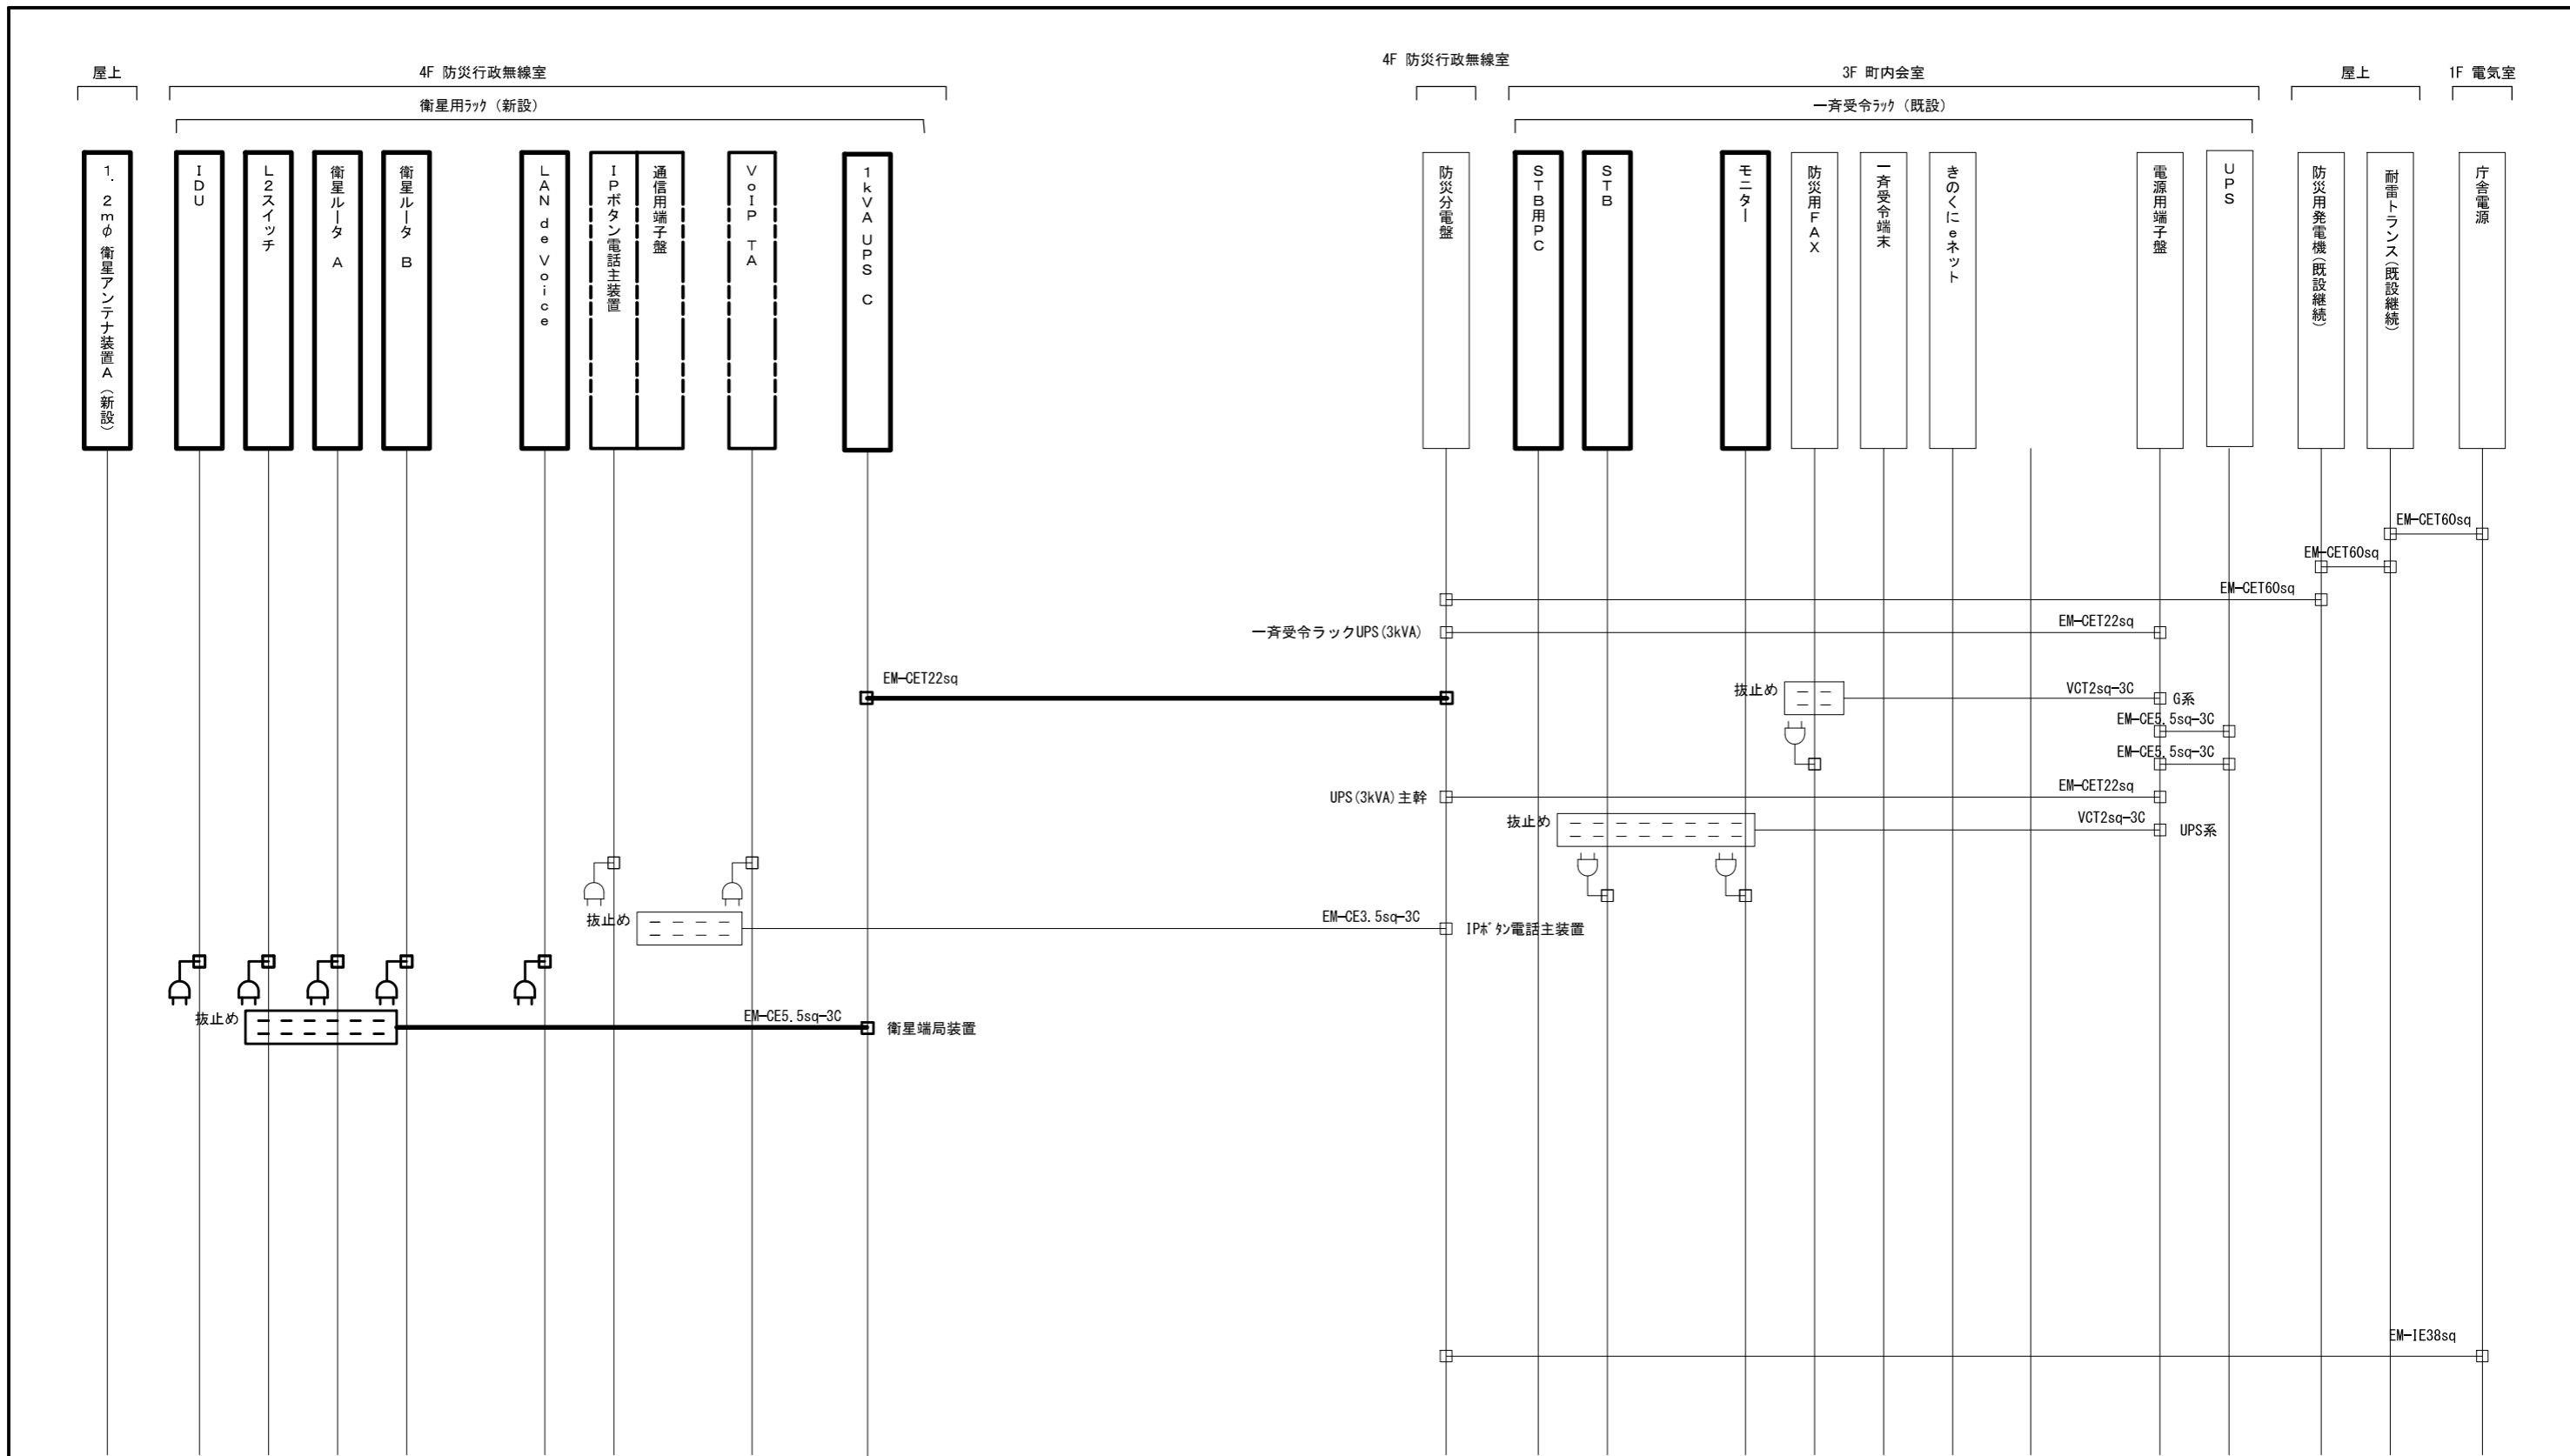 屋上
4F 防災行政無線室
4F 防災行政無線室
3F 町内会室
屋上
1F 電気室
衛星用ﾗｯｸ (新設)
一斉受令ﾗｯｸ (既設)
1．2mφ 衛星アンテナ装置A（新設）
IDU
L2スイッチ
衛星ルータ A
衛星ルータ B
LAN de Voice
IPボタン電話主装置
通信用端子盤
VoIP TA
1kVA UPS C
防災分電盤
STB用PC
STB
モニター
防災用FAX
一斉受令端末
きのくにeネット
電源用端子盤
UPS
防災用発電機（既設継続）
耐雷トランス（既設継続）
庁舎電源
EM-CET60sq
EM-CET60sq
EM-CET60sq
一斉受令ラックUPS(3kVA)
EM-CET22sq
EM-CET22sq
抜止め
VCT2sq-3C
G系
EM-CE5.5sq-3C
EM-CE5.5sq-3C
UPS(3kVA)主幹
EM-CET22sq
抜止め
VCT2sq-3C
UPS系
抜止め
EM-CE3.5sq-3C
IPﾎﾞﾀﾝ電話主装置
抜止め
EM-CE5.5sq-3C
衛星端局装置
EM-IE38sq